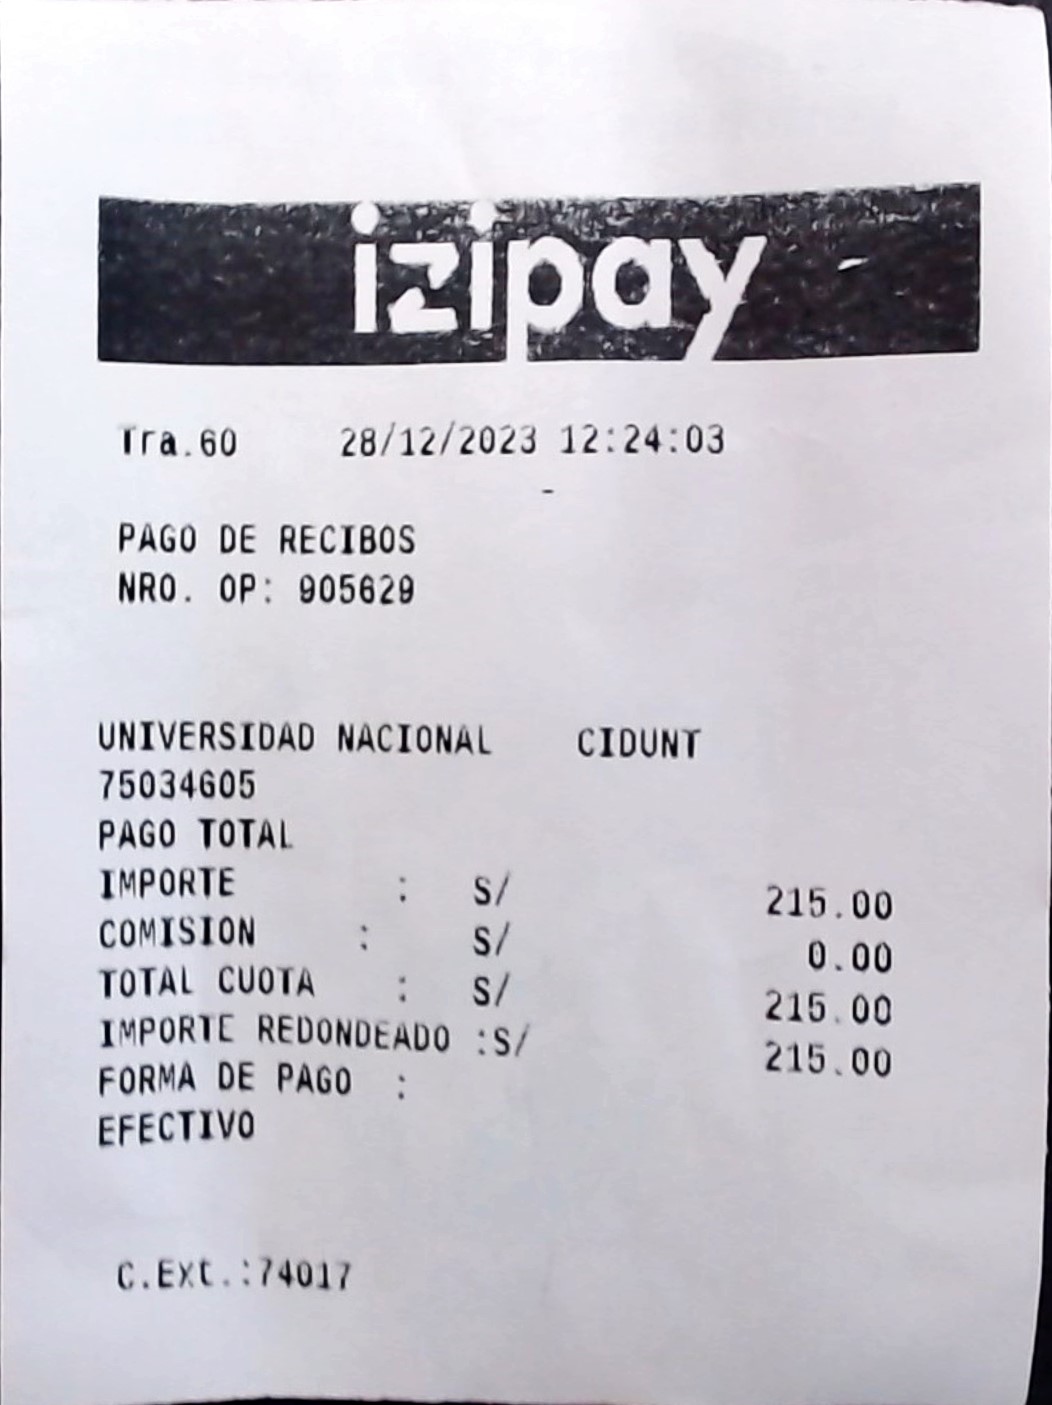 izipay
Tra.60 28/12/2023 12:24:03
-
PAGO DE RECIBOS
NRO. OP: 905629
UNIVERSIDAD NACIONAL CIDUNT
75034605
PAGO TOTAL
IMPORTE : S/ 215.00
COMISION : S/ 0.00
TOTAL CUOTA : S/ 215.00
IMPORTE REDONDEADO :S/ 215.00
FORMA DE PAGO :
EFECTIVO
C.Ext.:74017